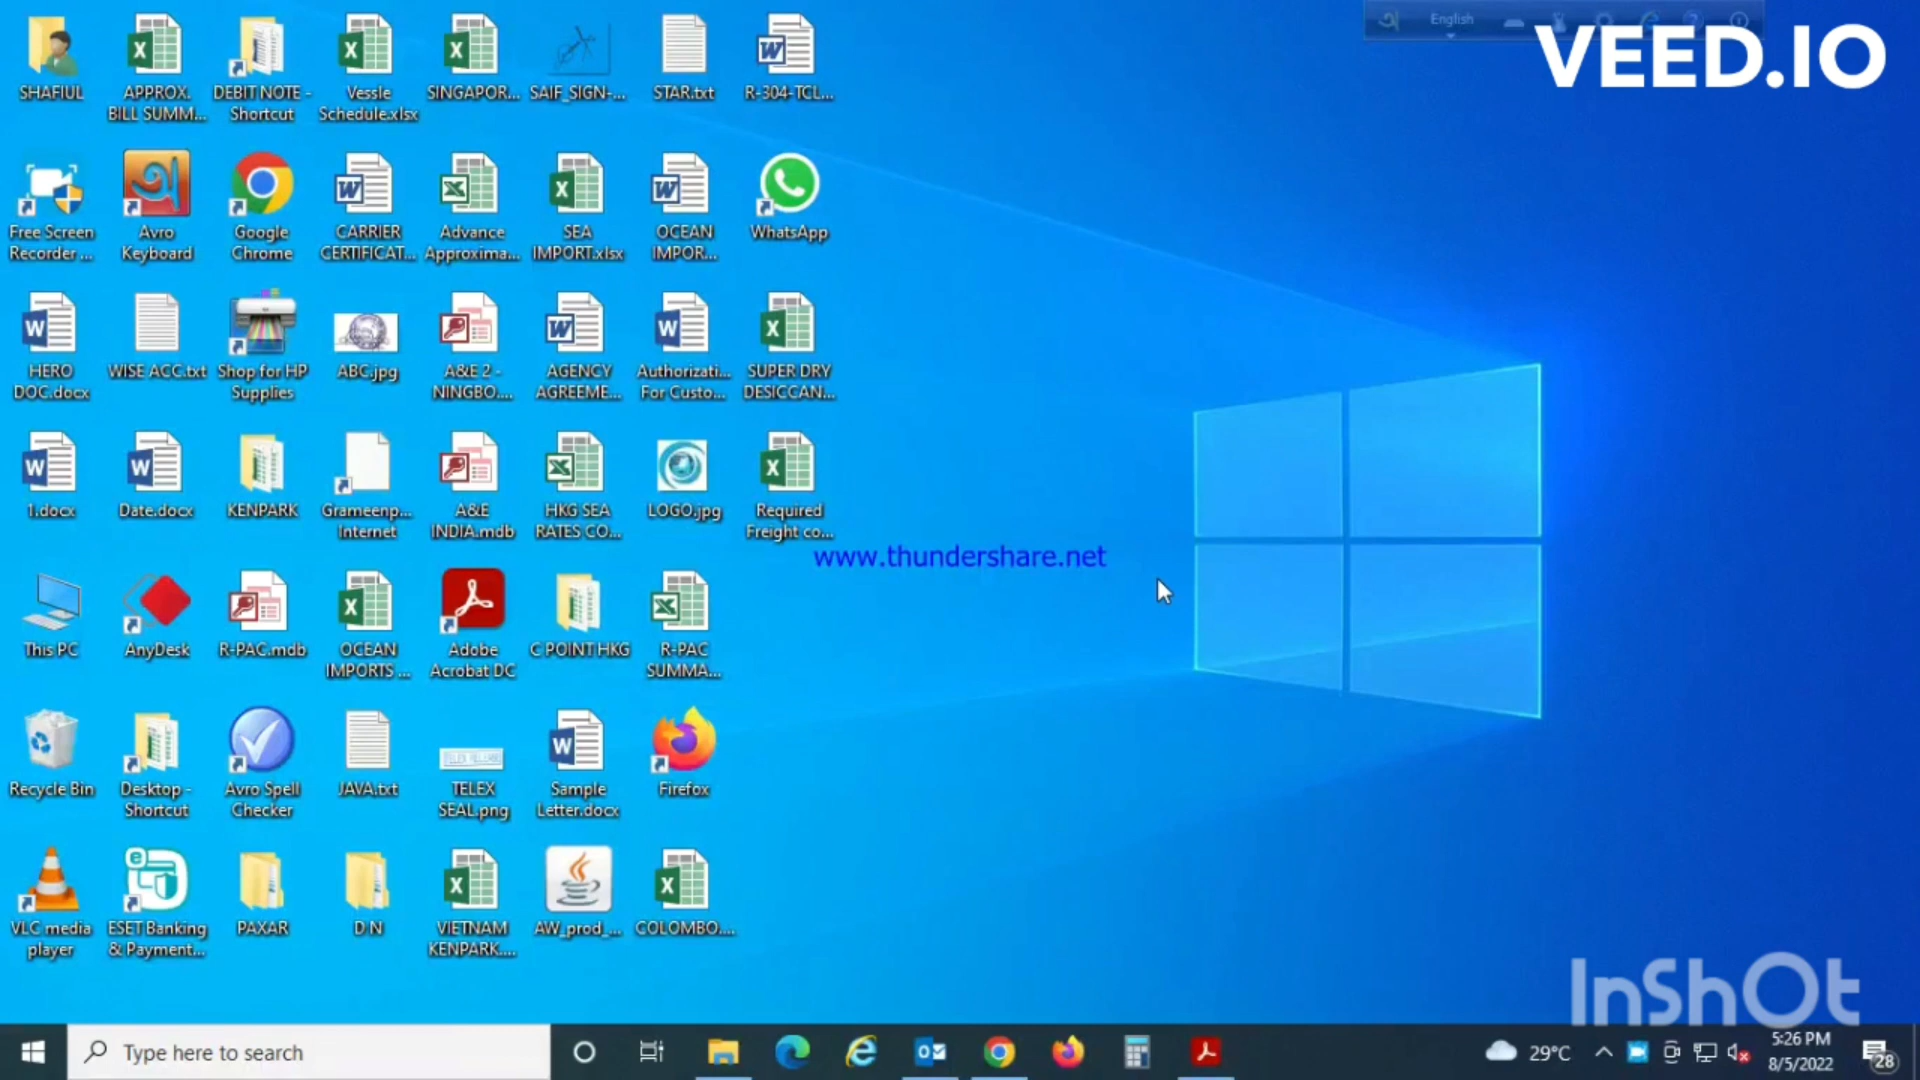 English
VEED.IO
SHAFIUL
APPROX.
BILL SUMM...
DEBIT NOTE -
Shortcut
Vessle
Schedule.xlsx
SINGAPOR...
SAIF_SIGN-...
STAR.txt
R-304-TCL...
Free Screen
Recorder ...
Avro
Keyboard
Google
Chrome
CARRIER
CERTIFICAT...
Advance
Approxima...
SEA
IMPORT.xlsx
OCEAN
IMPOR...
WhatsApp
HERO
DOC.docx
WISE ACC.txt
Shop for HP
Supplies
ABC.jpg
A&E 2 -
NINGBO....
AGENCY
AGREEME...
Authorizati...
For Custo...
SUPER DRY
DESICCAN...
1.docx
Date.docx
KENPARK
Grameenp...
Internet
A&E
INDIA.mdb
HKG SEA
RATES CO...
LOGO.jpg
Required
Freight co...
www.thundershare.net
This PC
AnyDesk
R-PAC.mdb
OCEAN
IMPORTS ...
Adobe
Acrobat DC
C POINT HKG
R-PAC
SUMMA...
Recycle Bin
Desktop -
Shortcut
Avro Spell
Checker
JAVA.txt
TELEX
SEAL.png
Sample
Letter.docx
Firefox
VLC media
player
ESET Banking
& Payment...
PAXAR
D N
VIETNAM
KENPARK....
AW_prod_...
COLOMBO....
InShOt
Type here to search
29°C
5:26 PM
8/5/2022
28